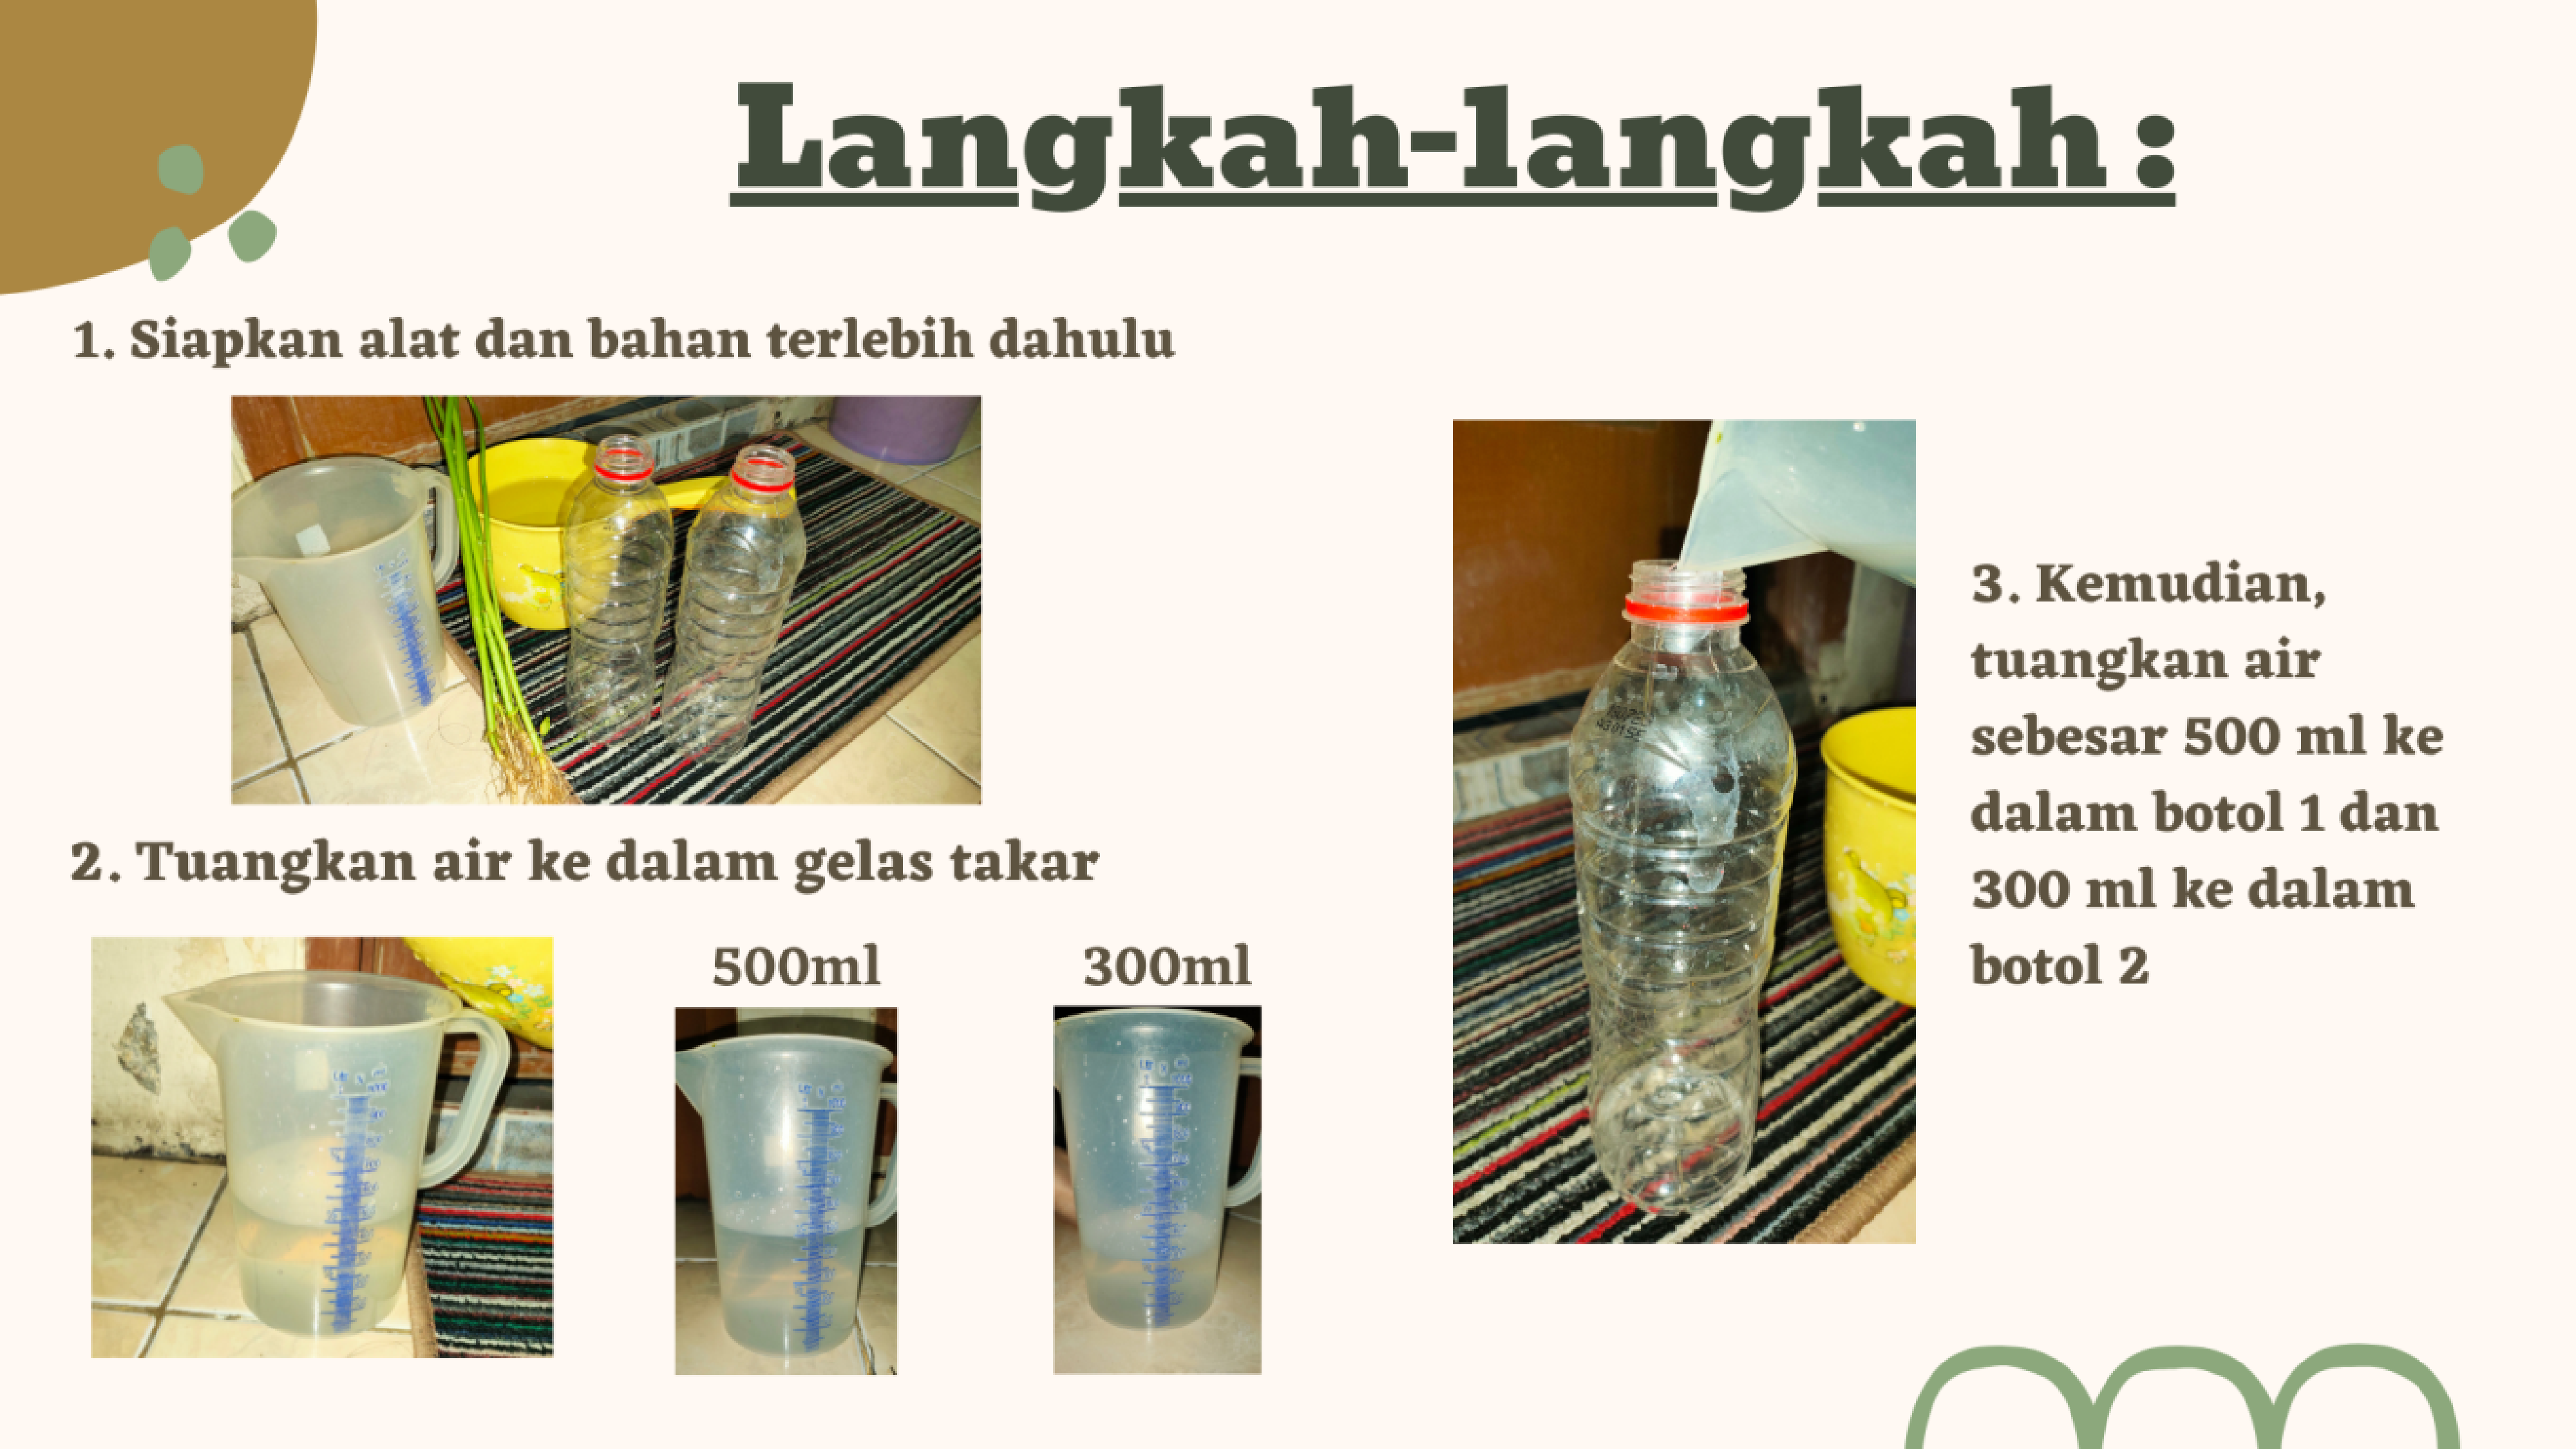 Langkah-langkah :
1. Siapkan alat dan bahan terlebih dahulu
2. Tuangkan air ke dalam gelas takar
500ml
300ml
3. Kemudian,
tuangkan air
sebesar 500 ml ke
dalam botol 1 dan
300 ml ke dalam
botol 2